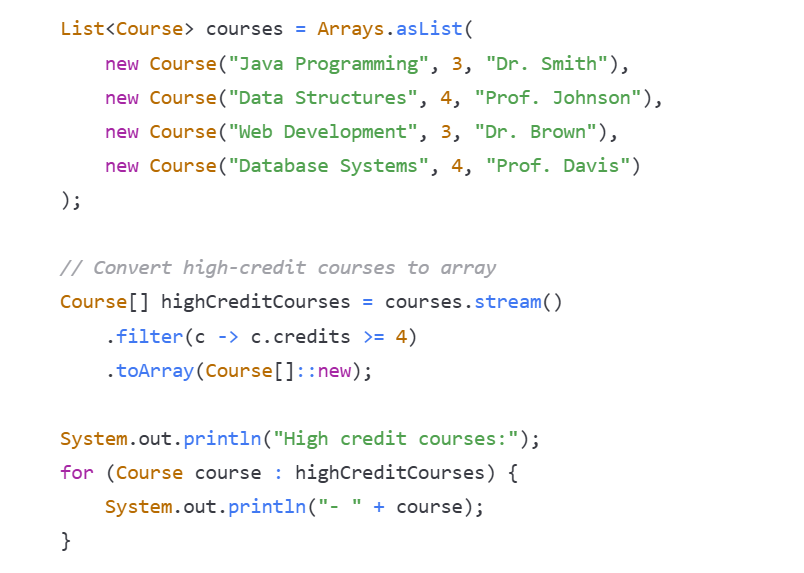 List<Course> courses = Arrays.asList(
    new Course("Java Programming", 3, "Dr. Smith"),
    new Course("Data Structures", 4, "Prof. Johnson"),
    new Course("Web Development", 3, "Dr. Brown"),
    new Course("Database Systems", 4, "Prof. Davis")
);
// Convert high-credit courses to array
Course[] highCreditCourses = courses.stream()
    .filter(c -> c.credits >= 4)
    .toArray(Course[]::new);
System.out.println("High credit courses:");
for (Course course : highCreditCourses) {
    System.out.println("- " + course);
}